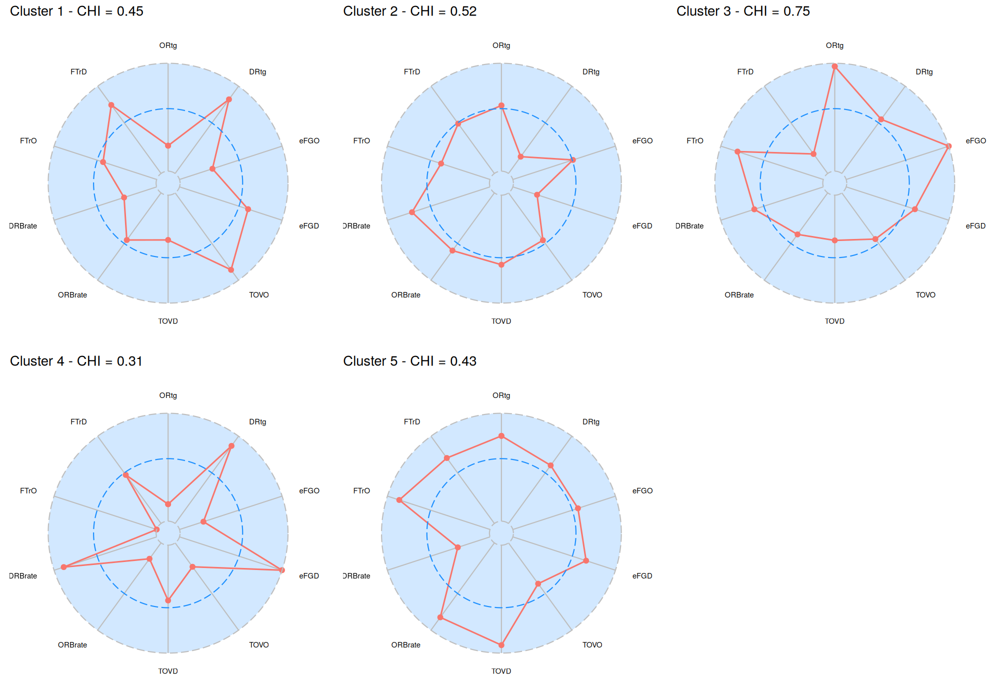 Cluster 1 - CHI = 0.45
ORtg
DRtg
eFGO
eFGD
TOVO
TOVD
ORBrate
DRBrate
FTrO
FTrD
Cluster 2 - CHI = 0.52
ORtg
DRtg
eFGO
eFGD
TOVO
TOVD
ORBrate
DRBrate
FTrO
FTrD
Cluster 3 - CHI = 0.75
ORtg
DRtg
eFGO
eFGD
TOVO
TOVD
ORBrate
DRBrate
FTrO
FTrD
Cluster 4 - CHI = 0.31
ORtg
DRtg
eFGO
eFGD
TOVO
TOVD
ORBrate
DRBrate
FTrO
FTrD
Cluster 5 - CHI = 0.43
ORtg
DRtg
eFGO
eFGD
TOVO
TOVD
ORBrate
DRBrate
FTrO
FTrD